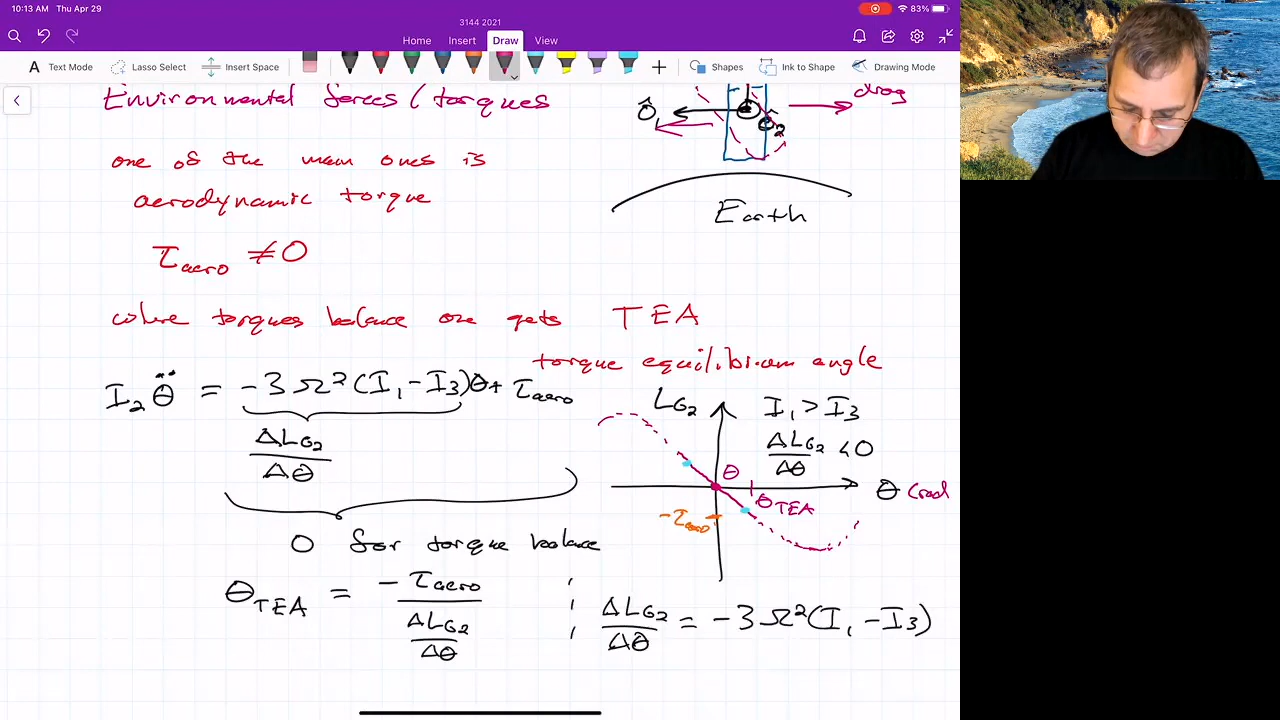 10:13 AM Thu Apr 29
83%
3144 2021
Home Insert Draw View
Text Mode Lasso Select Insert Space Shapes Ink to Shape Drawing Mode
Environmental forces / torques
drag
Ô₁
Ô₂
one of the main ones is
aerodynamic torque
Earth
τaero ≠ 0
where torques balance one gets TEA
torque equilibrium angle
I₂ θ̈ = -3Ω²(I₁-I₃)θ + τaero
ΔLG₂
Δθ
LG₂
I₁ > I₃
ΔLG₂ < 0
Δθ
θ
θ (rad
θTEA
-τaero
0 for torque balance
θTEA = -τaero
ΔLG₂
Δθ
ΔLG₂ = -3Ω²(I₁-I₃)
Δθ